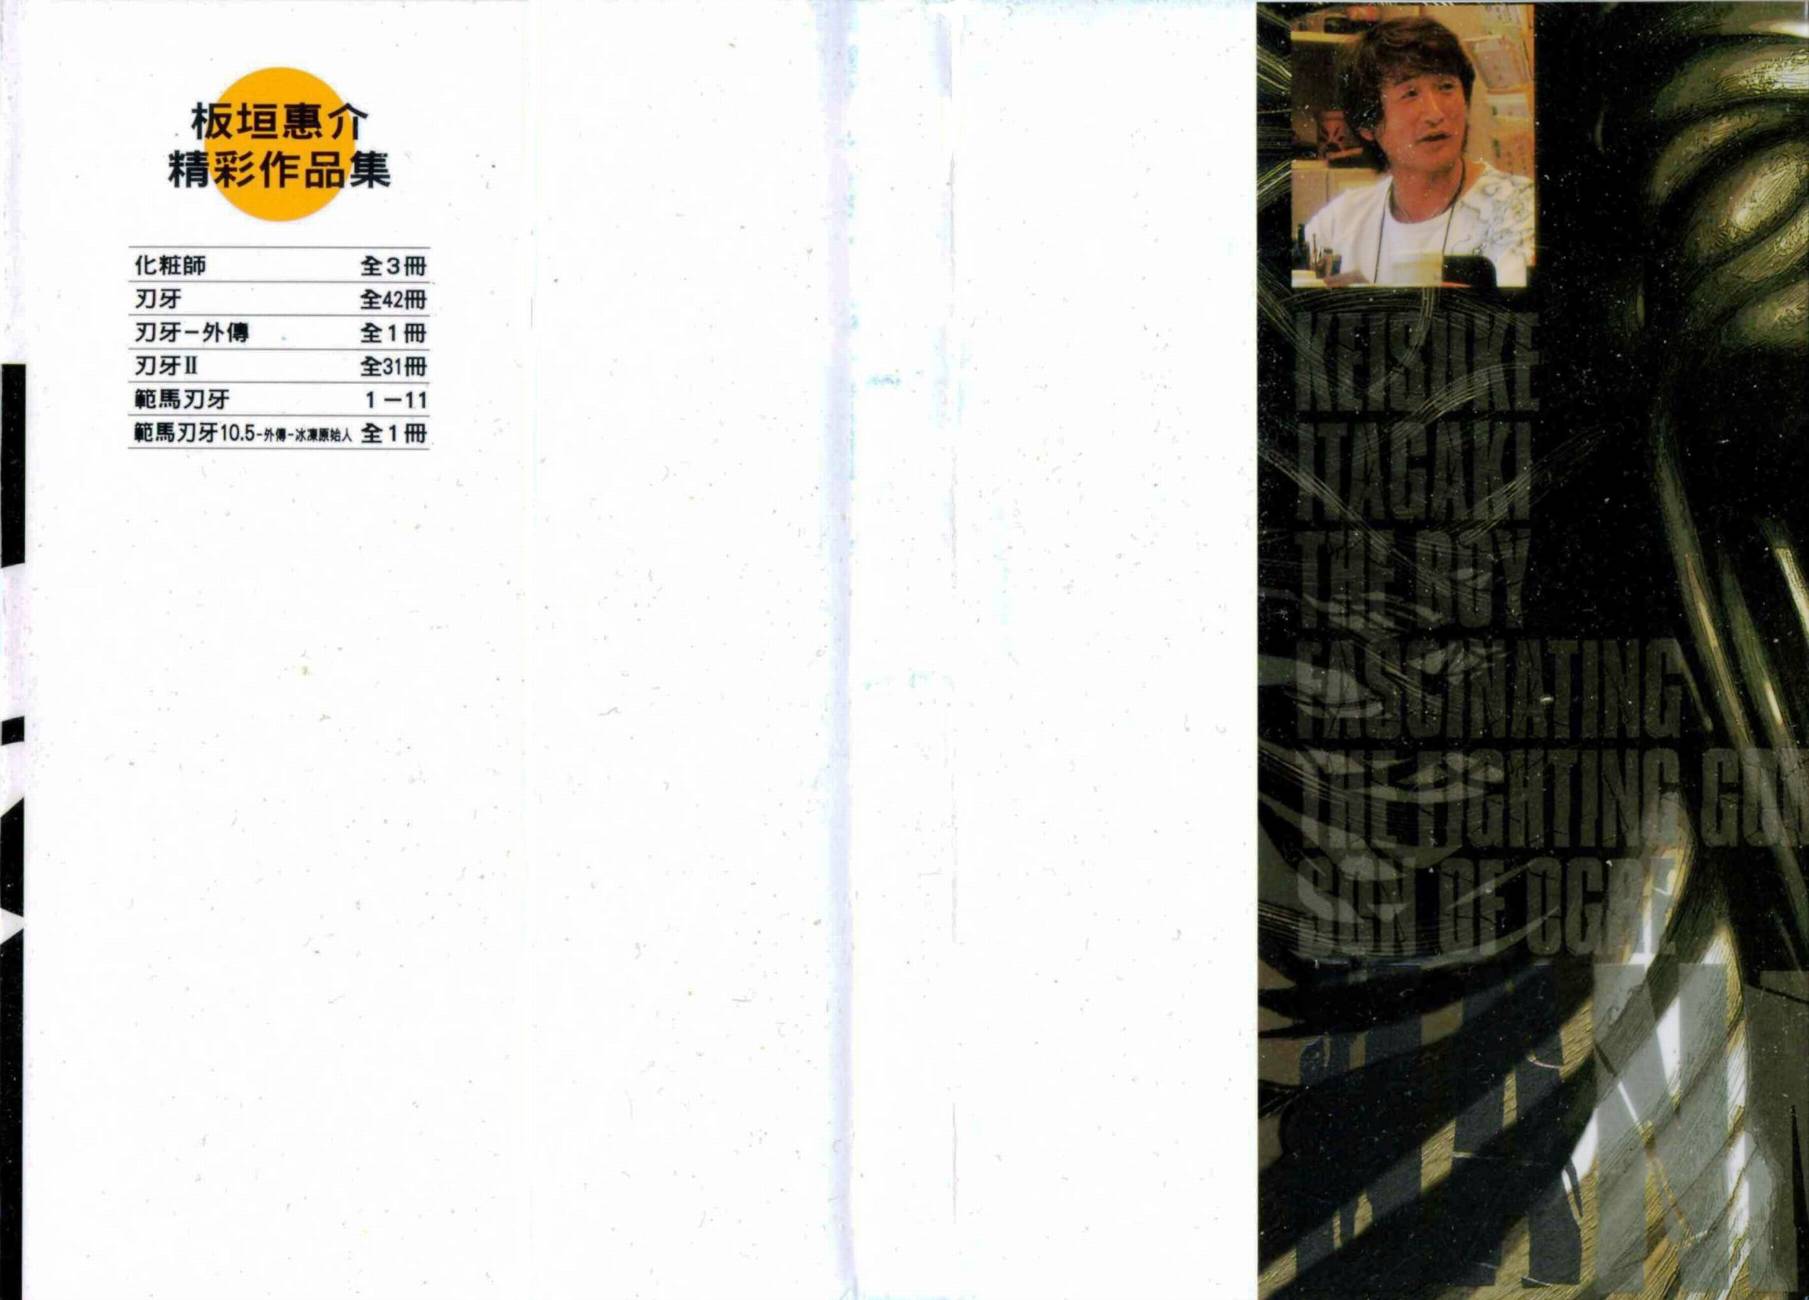 板垣惠介
精彩作品集
化粧師 全3冊
刃牙 全42冊
刃牙－外傳 全1冊
刃牙Ⅱ 全31冊
範馬刃牙 1－11
範馬刃牙10.5-外傳-冰凍原始人 全1冊
KEISUKE
ITAGAKI
THE BOY
FASCINATING
THE FIGHTING GOD
SON OF OGRE